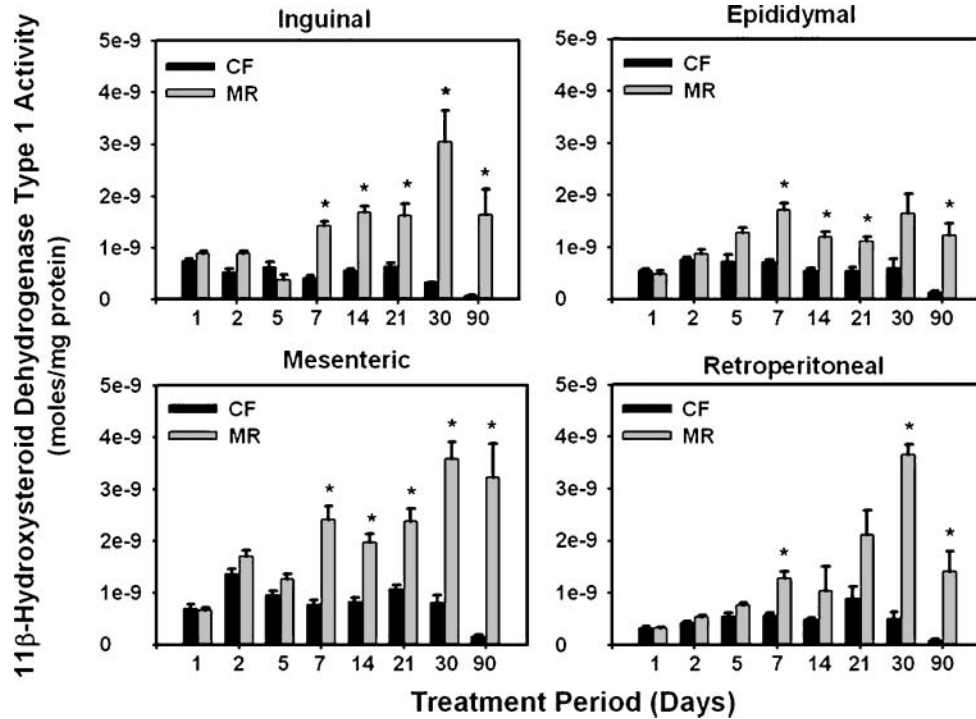 11β-Hydroxysteroid Dehydrogenase Type 1 Activity
(moles/mg protein)
Inguinal
5e-9
4e-9
3e-9
2e-9
1e-9
0
CF
MR
*
*
*
*
*
1 2 5 7 14 21 30 90
Epididymal
5e-9
4e-9
3e-9
2e-9
1e-9
0
CF
MR
*
*
*
*
1 2 5 7 14 21 30 90
Mesenteric
5e-9
4e-9
3e-9
2e-9
1e-9
0
CF
MR
*
*
*
*
*
1 2 5 7 14 21 30 90
Retroperitoneal
5e-9
4e-9
3e-9
2e-9
1e-9
0
CF
MR
*
*
*
1 2 5 7 14 21 30 90
Treatment Period (Days)